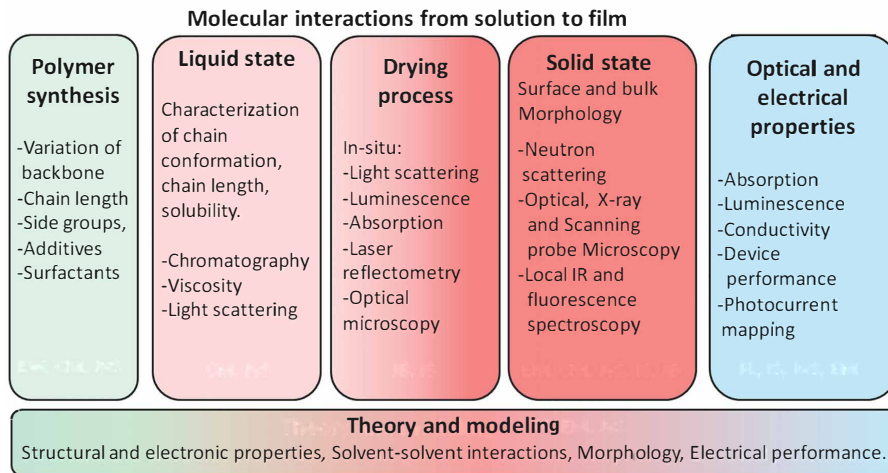 Molecular interactions from solution to film
Polymer
synthesis
-Variation of
backbone
-Chain length
-Side groups,
-Additives
-Surfactants
Liquid state
Characterization
of chain
conformation,
chain length,
solubility.
-Chromatography
-Viscosity
-Light scattering
Drying
process
In-situ:
-Light scattering
-Luminescence
-Absorption
-Laser
reflectometry
-Optical
microscopy
Solid state
Surface and bulk
Morphology
-Neutron
scattering
-Optical, X-ray
and Scanning
probe Microscopy
-Local IR and
fluorescence
spectroscopy
Optical and
electrical
properties
-Absorption
-Luminescence
-Conductivity
-Device
performance
-Photocurrent
mapping
Theory and modeling
Structural and electronic properties, Solvent-solvent interactions, Morphology, Electrical performance.